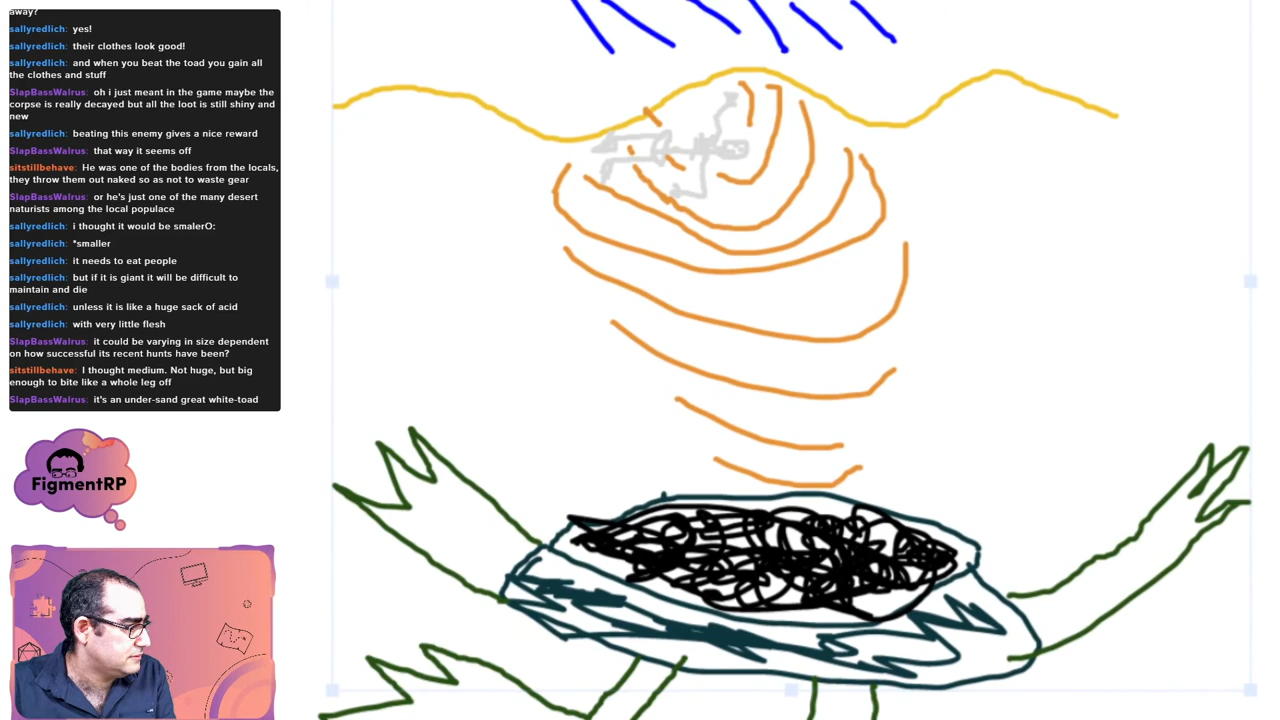 away?
sallyredlich: yes!
sallyredlich: their clothes look good!
sallyredlich: and when you beat the toad you gain all
the clothes and stuff
SlapBassWalrus: oh i just meant in the game maybe the
corpse is really decayed but all the loot is still shiny and
new
sallyredlich: beating this enemy gives a nice reward
SlapBassWalrus: that way it seems off
sitstillbehave: He was one of the bodies from the locals,
they throw them out naked so as not to waste gear
SlapBassWalrus: or he's just one of the many desert
naturists among the local populace
sallyredlich: i thought it would be smalerO:
sallyredlich: *smaller
sallyredlich: it needs to eat people
sallyredlich: but if it is giant it will be difficult to
maintain and die
sallyredlich: unless it is like a huge sack of acid
sallyredlich: with very little flesh
SlapBassWalrus: it could be varying in size dependent
on how successful its recent hunts have been?
sitstillbehave: I thought medium. Not huge, but big
enough to bite like a whole leg off
SlapBassWalrus: it's an under-sand great white-toad
FigmentRP